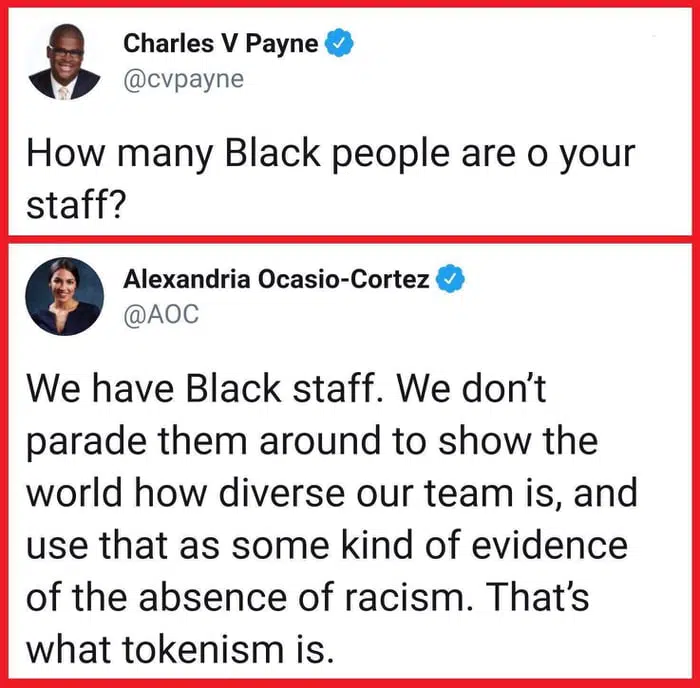 Charles V Payne
@cvpayne
How many Black people are o your
staff?
Alexandria Ocasio-Cortez
@AOC
We have Black staff. We don’t
parade them around to show the
world how diverse our team is, and
use that as some kind of evidence
of the absence of racism. That’s
what tokenism is.